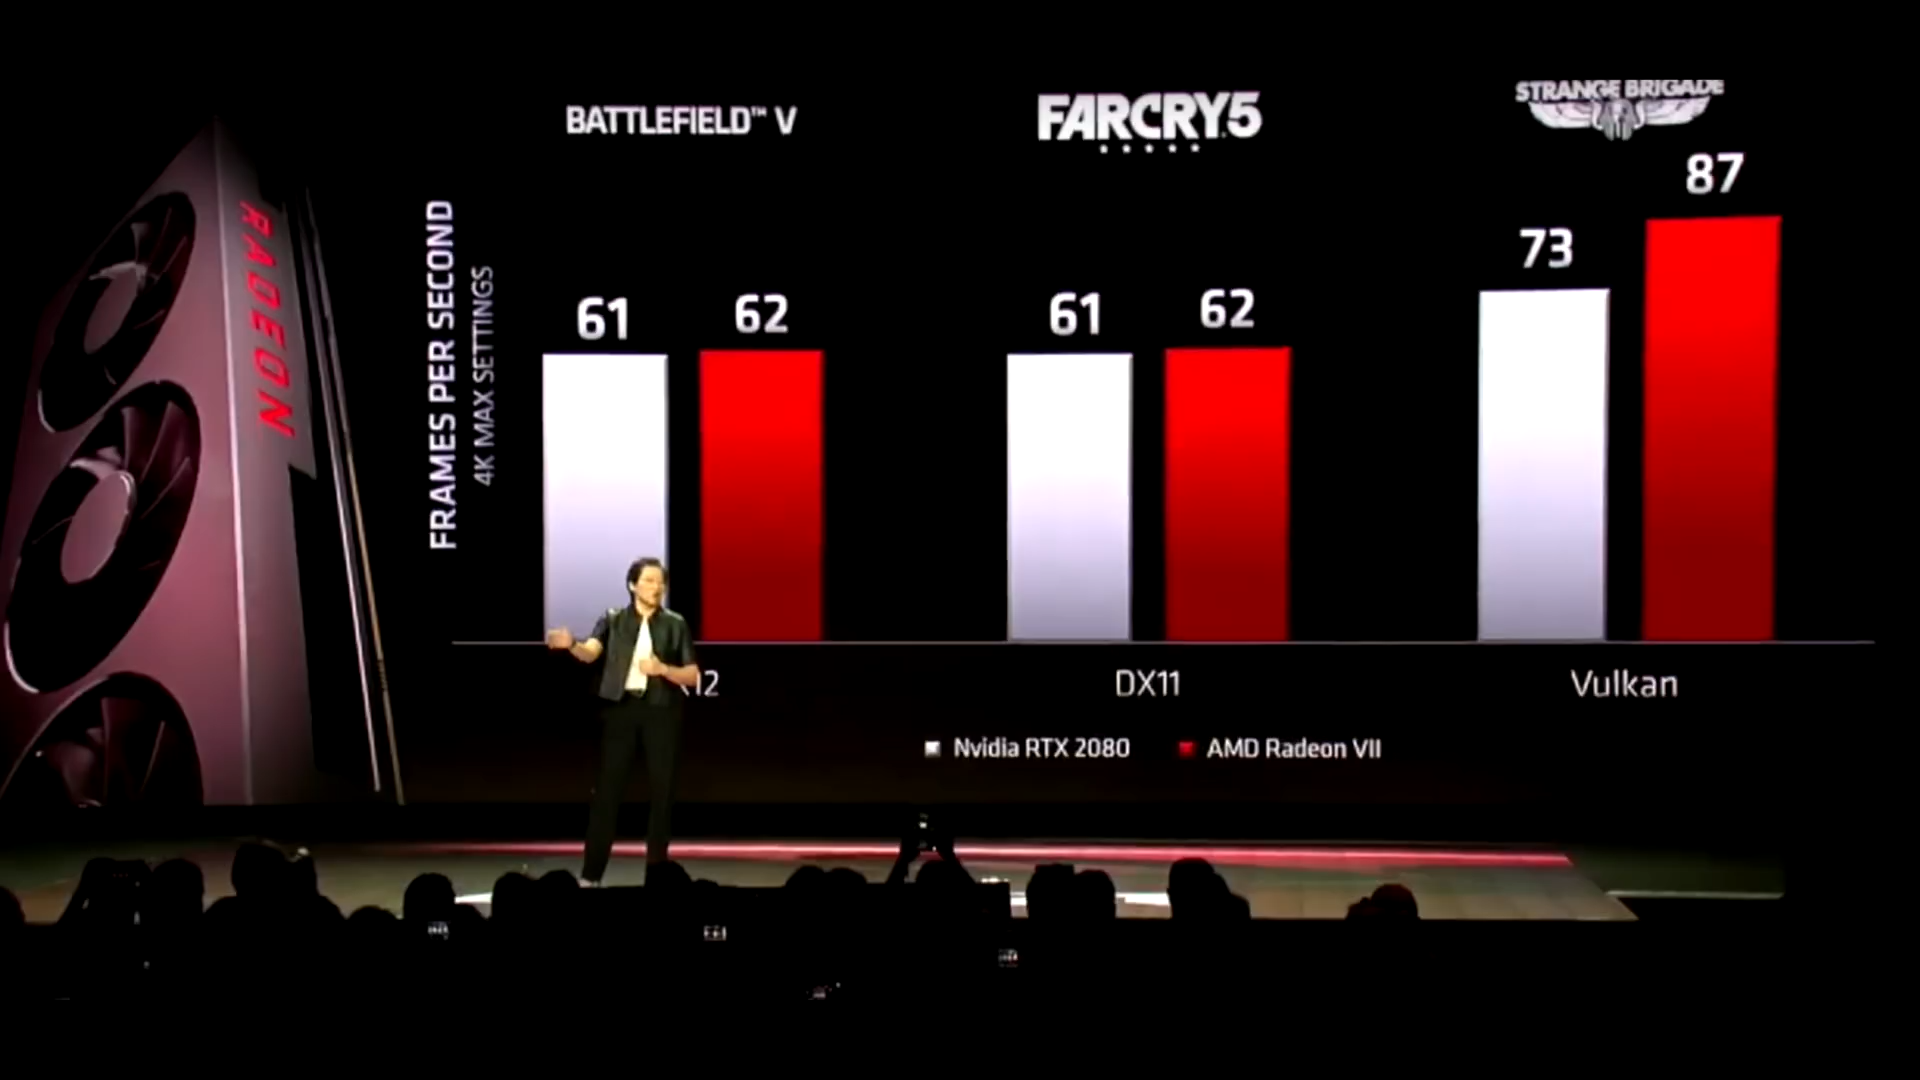 BATTLEFIELD™ V
FARCRY5
STRANGE BRIGADE
RADEON
FRAMES PER SECOND
4K MAX SETTINGS
61
62
61
62
73
87
12
DX11
Vulkan
Nvidia RTX 2080
AMD Radeon VII